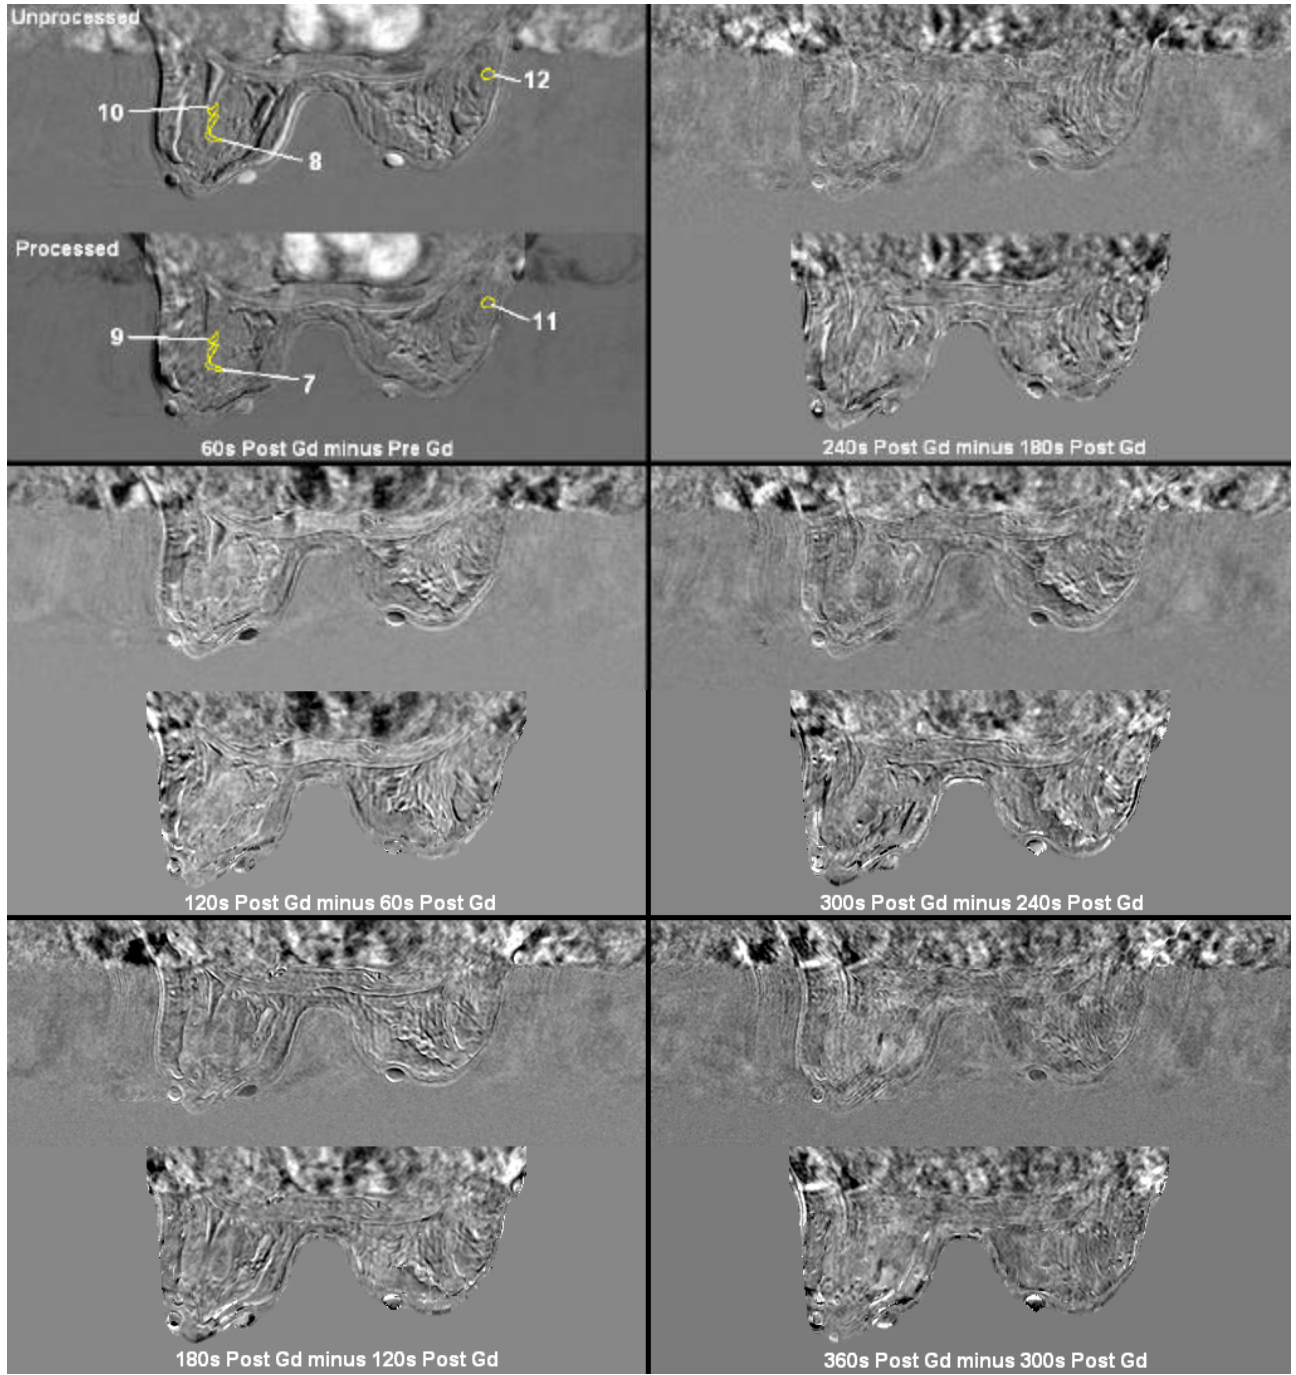 Unprocessed
12
10
8
Processed
11
9
7
60s Post Gd minus Pre Gd
240s Post Gd minus 180s Post Gd
120s Post Gd minus 60s Post Gd
300s Post Gd minus 240s Post Gd
180s Post Gd minus 120s Post Gd
360s Post Gd minus 300s Post Gd